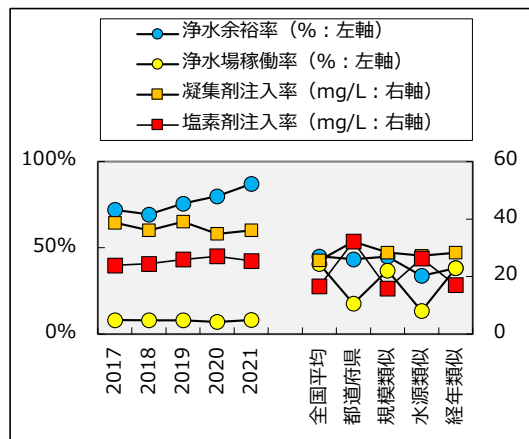 浄水余裕率（%：左軸）
浄水場稼働率（%：左軸）
凝集剤注入率（mg/L：右軸）
塩素剤注入率（mg/L：右軸）
100%
50%
0%
60
40
20
0
2017
2018
2019
2020
2021
全国平均
都道府県
規模類似
水源類似
経年類似